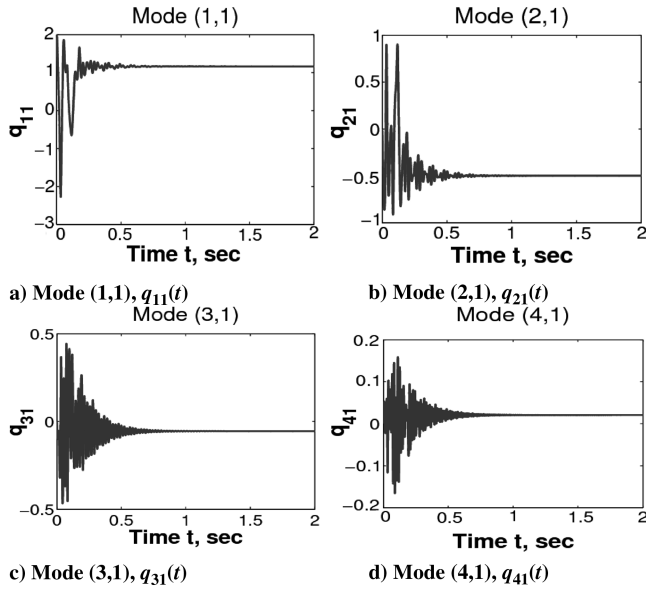 Mode (1,1)
2
1
0
−1
−2
−3
q11
0 0.5 1 1.5 2
Time t, sec
a) Mode (1,1), q11(t)
Mode (2,1)
1
0.5
0
−0.5
−1
q21
0 0.5 1 1.5 2
Time t, sec
b) Mode (2,1), q21(t)
Mode (3,1)
0.5
0
−0.5
q31
0 0.5 1 1.5 2
Time t, sec
c) Mode (3,1), q31(t)
Mode (4,1)
0.2
0.1
0
−0.1
−0.2
q41
0 0.5 1 1.5 2
Time t, sec
d) Mode (4,1), q41(t)